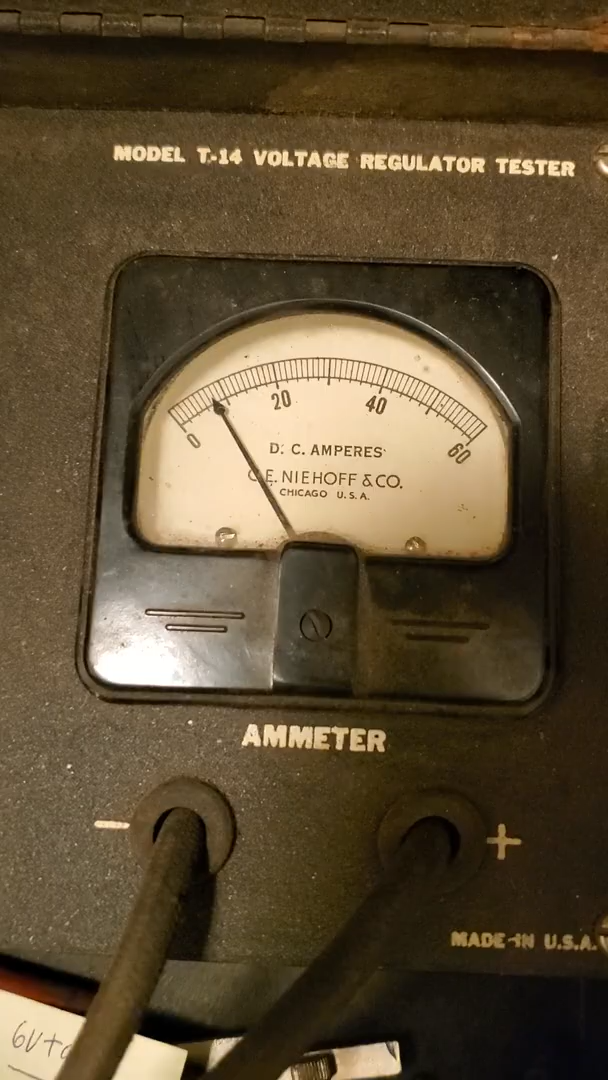 MODEL T-14 VOLTAGE REGULATOR TESTER
0 20 40 60
D. C. AMPERES
C. E. NIEHOFF & CO.
CHICAGO U. S. A.
AMMETER
− +
MADE IN U.S.A.